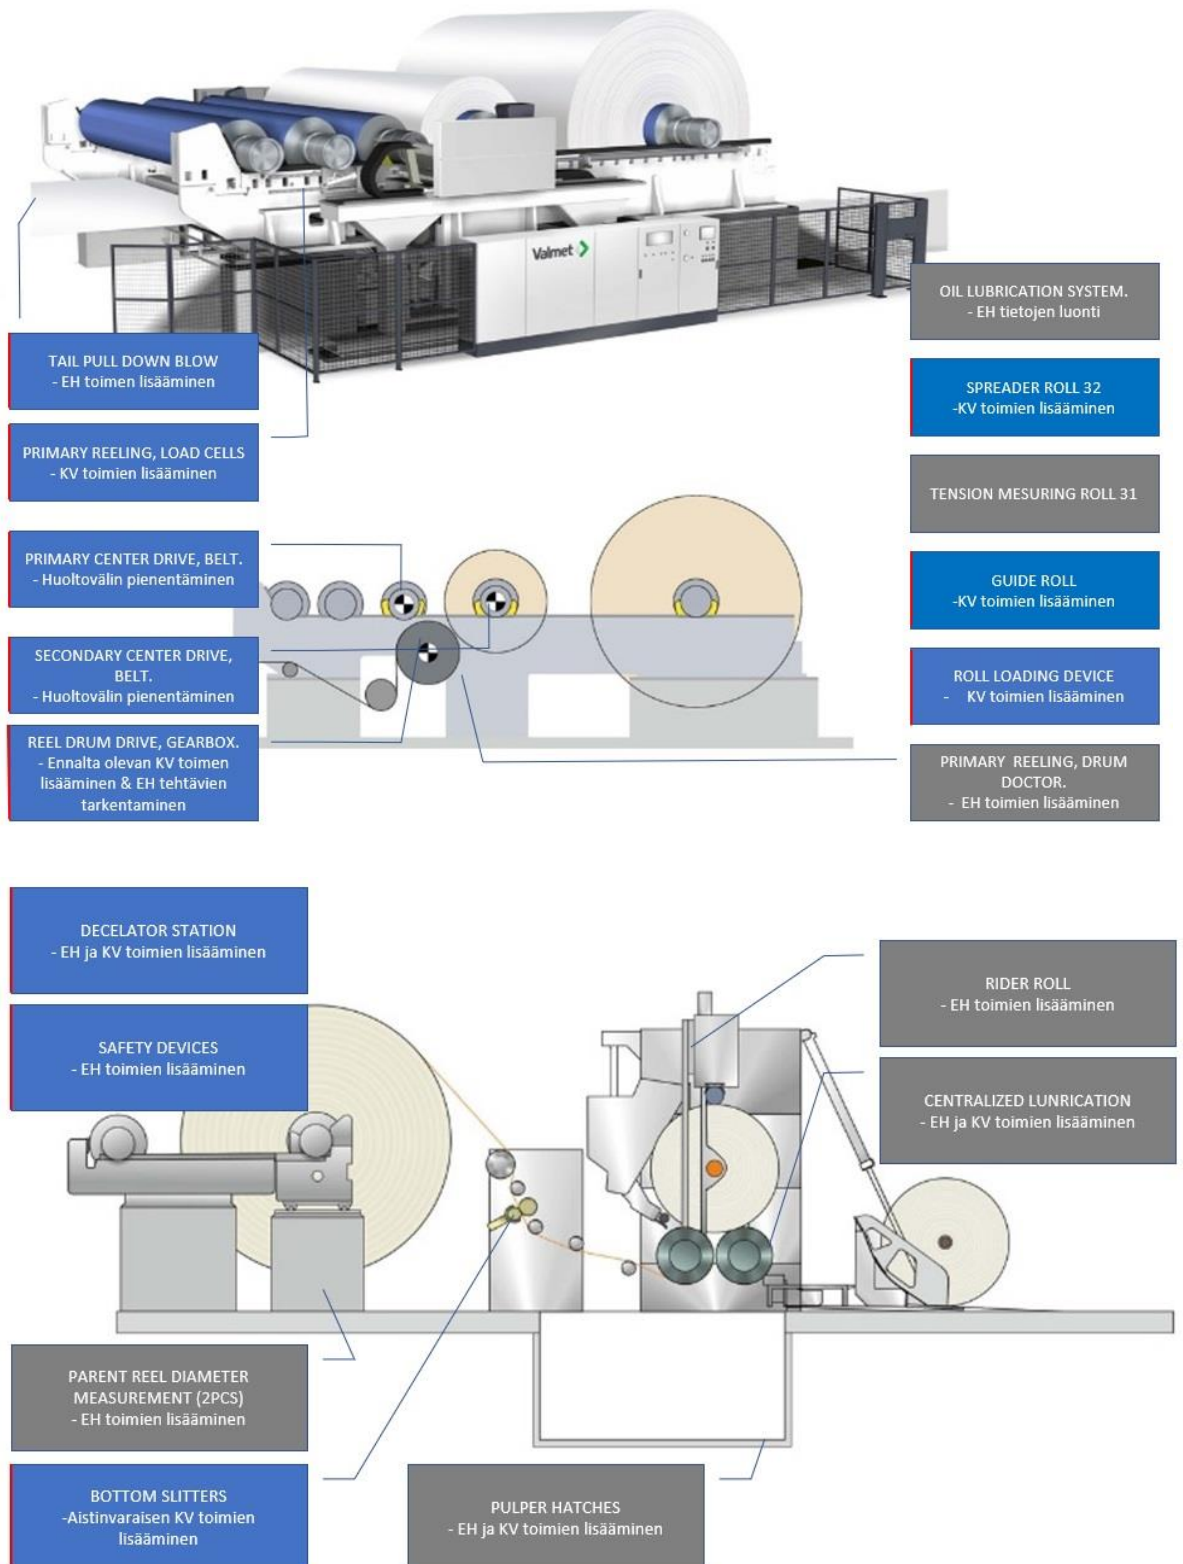 Valmet
OIL LUBRICATION SYSTEM.
- EH tietojen luonti
TAIL PULL DOWN BLOW
- EH toimen lisääminen
SPREADER ROLL 32
-KV toimien lisääminen
PRIMARY REELING, LOAD CELLS
- KV toimien lisääminen
TENSION MESURING ROLL 31
PRIMARY CENTER DRIVE, BELT.
- Huoltovälin pienentäminen
GUIDE ROLL
-KV toimien lisääminen
SECONDARY CENTER DRIVE,
BELT.
- Huoltovälin pienentäminen
ROLL LOADING DEVICE
- KV toimien lisääminen
REEL DRUM DRIVE, GEARBOX.
- Ennalta olevan KV toimen
lisääminen & EH tehtävien
tarkentaminen
PRIMARY REELING, DRUM
DOCTOR.
- EH toimien lisääminen
DECELATOR STATION
- EH ja KV toimien lisääminen
RIDER ROLL
- EH toimien lisääminen
SAFETY DEVICES
- EH toimien lisääminen
CENTRALIZED LUNRICATION
- EH ja KV toimien lisääminen
PARENT REEL DIAMETER
MEASUREMENT (2PCS)
- EH toimien lisääminen
BOTTOM SLITTERS
-Aistinvaraisen KV toimien
lisääminen
PULPER HATCHES
- EH ja KV toimien lisääminen